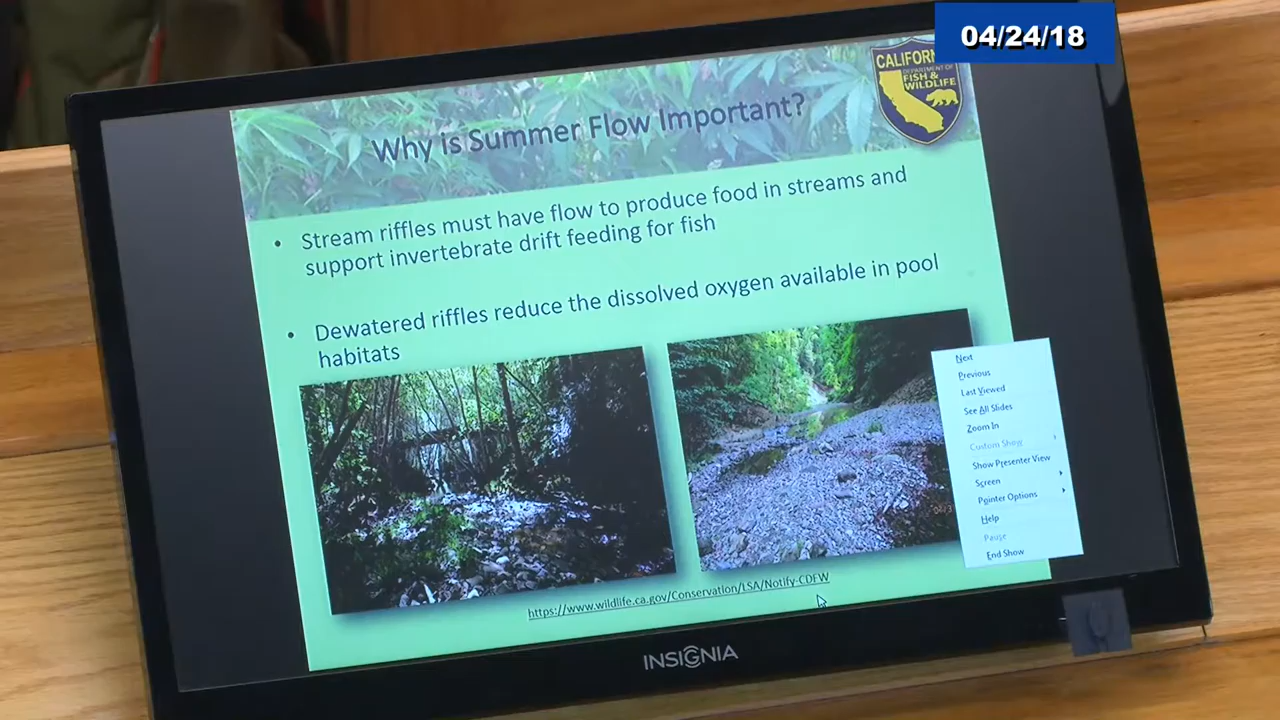 04/24/18
CALIFORN
DEPARTMENT OF
FISH &
WILDLIFE
Why is Summer Flow Important?
• Stream riffles must have flow to produce food in streams and
support invertebrate drift feeding for fish
• Dewatered riffles reduce the dissolved oxygen available in pool
habitats
Next
Previous
Last Viewed
See All Slides
Zoom In
Custom Show
Show Presenter View
Screen
Pointer Options
Help
Pause
End Show
https://www.wildlife.ca.gov/Conservation/LSA/Notify-CDFW
INSIGNIA